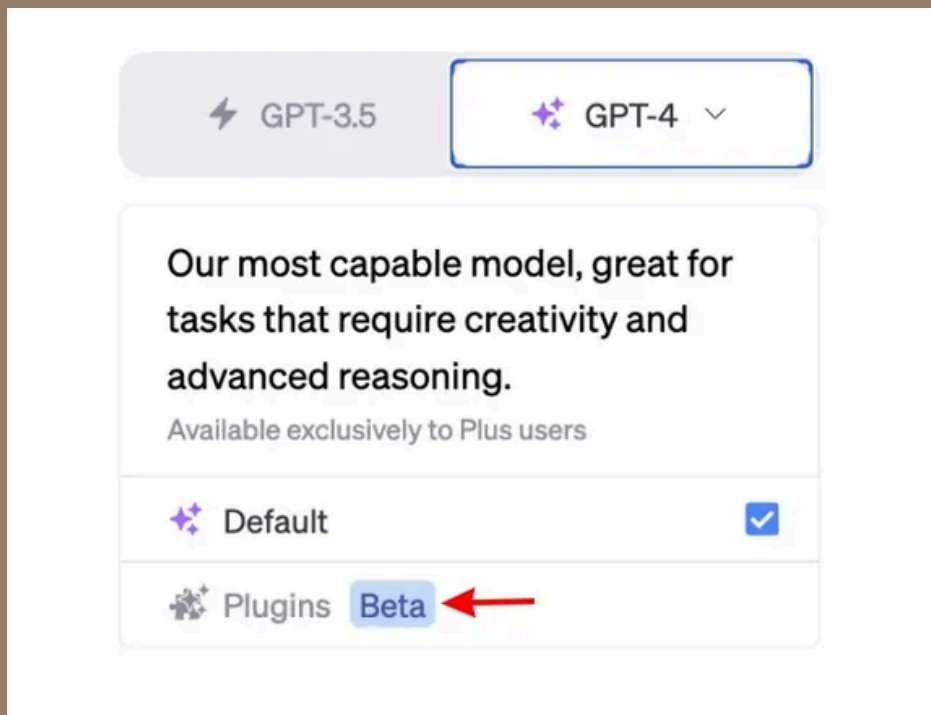 GPT-3.5
GPT-4
Our most capable model, great for
tasks that require creativity and
advanced reasoning.
Available exclusively to Plus users
Default
Plugins Beta